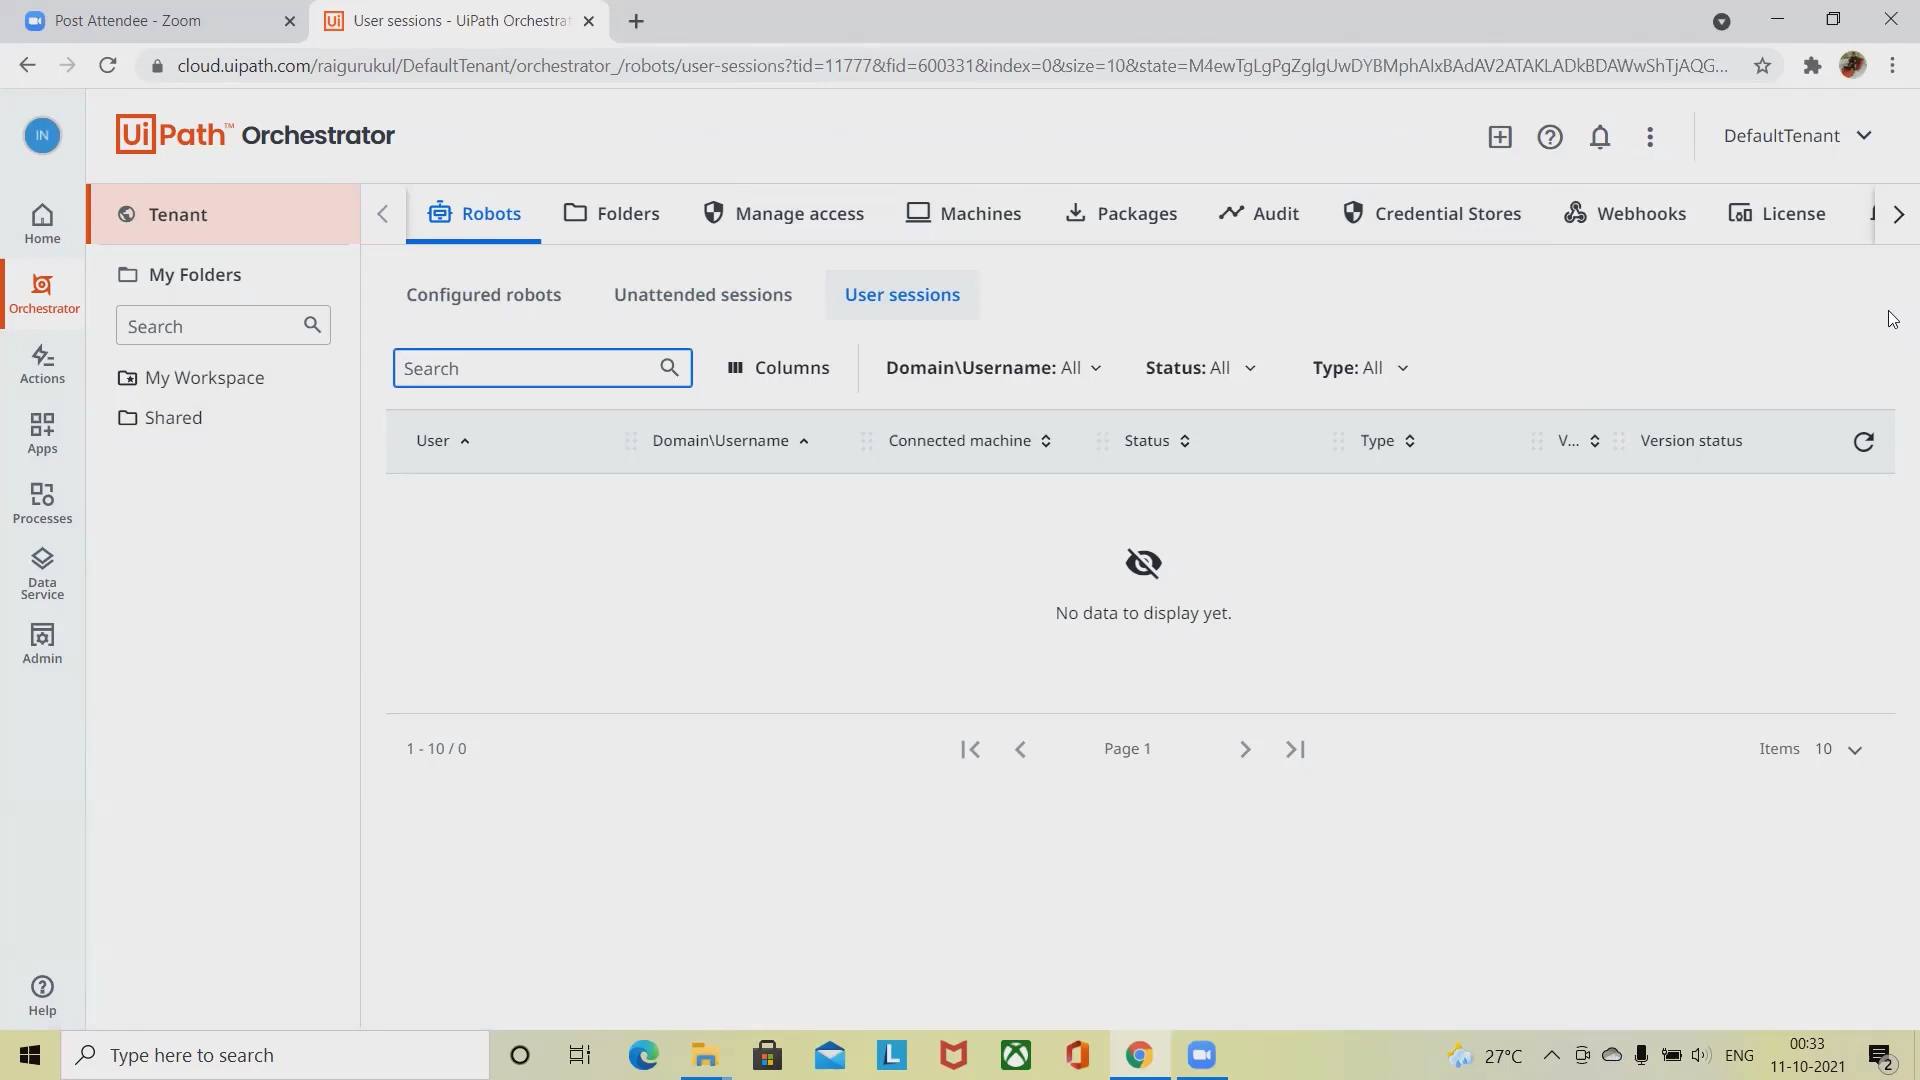 Post Attendee - Zoom
User sessions - UiPath Orchestrat
cloud.uipath.com/raigurukul/DefaultTenant/orchestrator_/robots/user-sessions?tid=11777&fid=600331&index=0&size=10&state=M4ewTgLgPgZglgUwDYBMphAIxBAdAV2ATAKLADkBDAWwShTjAQG...
IN
UiPath™ Orchestrator
DefaultTenant
Home
Orchestrator
Actions
Apps
Processes
Data
Service
Admin
Help
Tenant
My Folders
Search
My Workspace
Shared
Robots
Folders
Manage access
Machines
Packages
Audit
Credential Stores
Webhooks
License
Configured robots
Unattended sessions
User sessions
Search
Columns
Domain\Username: All
Status: All
Type: All
User
Domain\Username
Connected machine
Status
Type
V...
Version status
No data to display yet.
1 - 10 / 0
Page 1
Items 10
Type here to search
27°C
ENG
00:33
11-10-2021
2